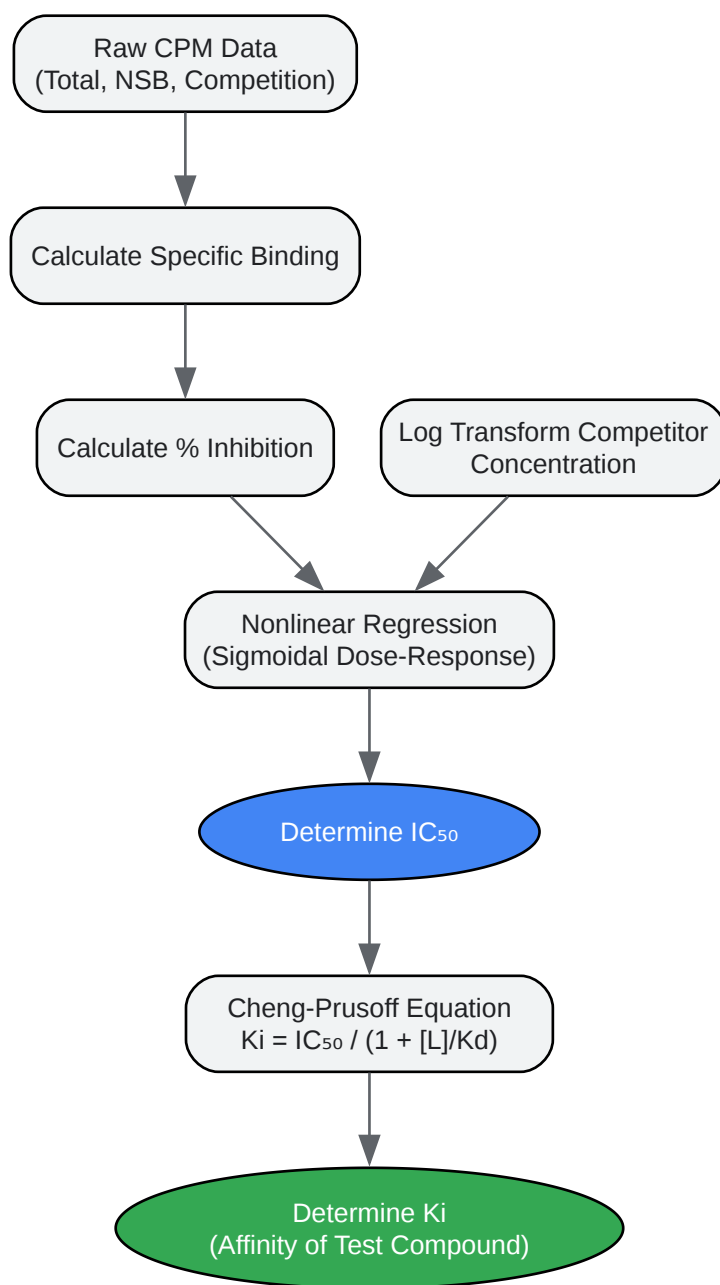 Raw CPM Data
(Total, NSB, Competition)
Calculate Specific Binding
Calculate % Inhibition
Log Transform Competitor
Concentration
Nonlinear Regression
(Sigmoidal Dose-Response)
Determine IC₅₀
Cheng-Prusoff Equation
Ki = IC₅₀ / (1 + [L]/Kd)
Determine Ki
(Affinity of Test Compound)